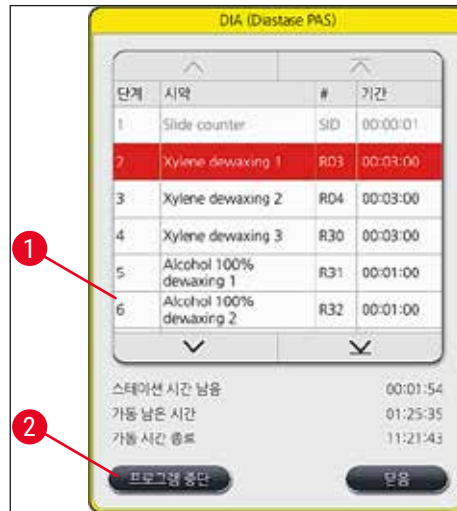 DIA (Diastase PAS)
단계 시약 # 기간
1 Slide counter SID 00:00:01
2 Xylene dewaxing 1 R03 00:03:00
3 Xylene dewaxing 2 R04 00:03:00
4 Xylene dewaxing 3 R30 00:03:00
5 Alcohol 100%
dewaxing 1 R31 00:01:00
6 Alcohol 100%
dewaxing 2 R32 00:01:00
1
스테이션 시간 남음 00:01:54
가동 남은 시간 01:25:35
가동 시간 종료 11:21:43
2
프로그램 중단 닫음